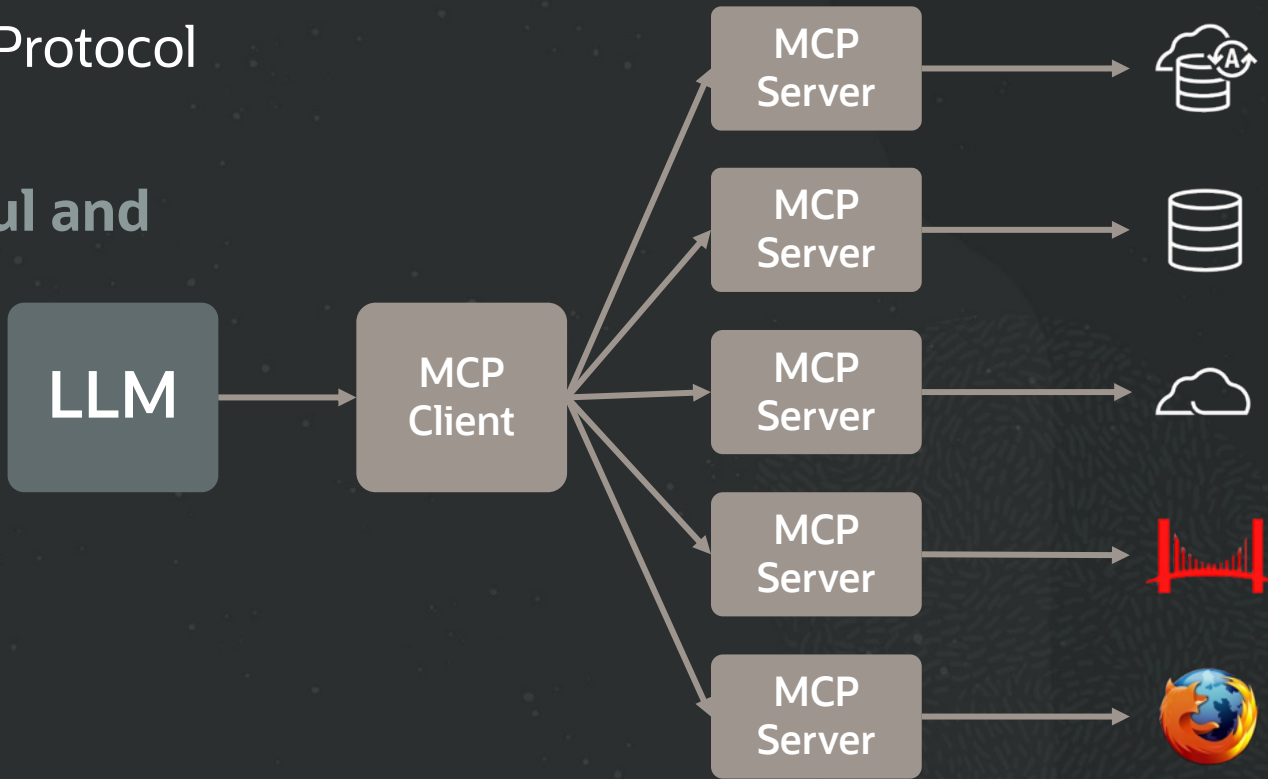 Protocol
ul and
LLM
MCP
Client
MCP
Server
MCP
Server
MCP
Server
MCP
Server
MCP
Server
A